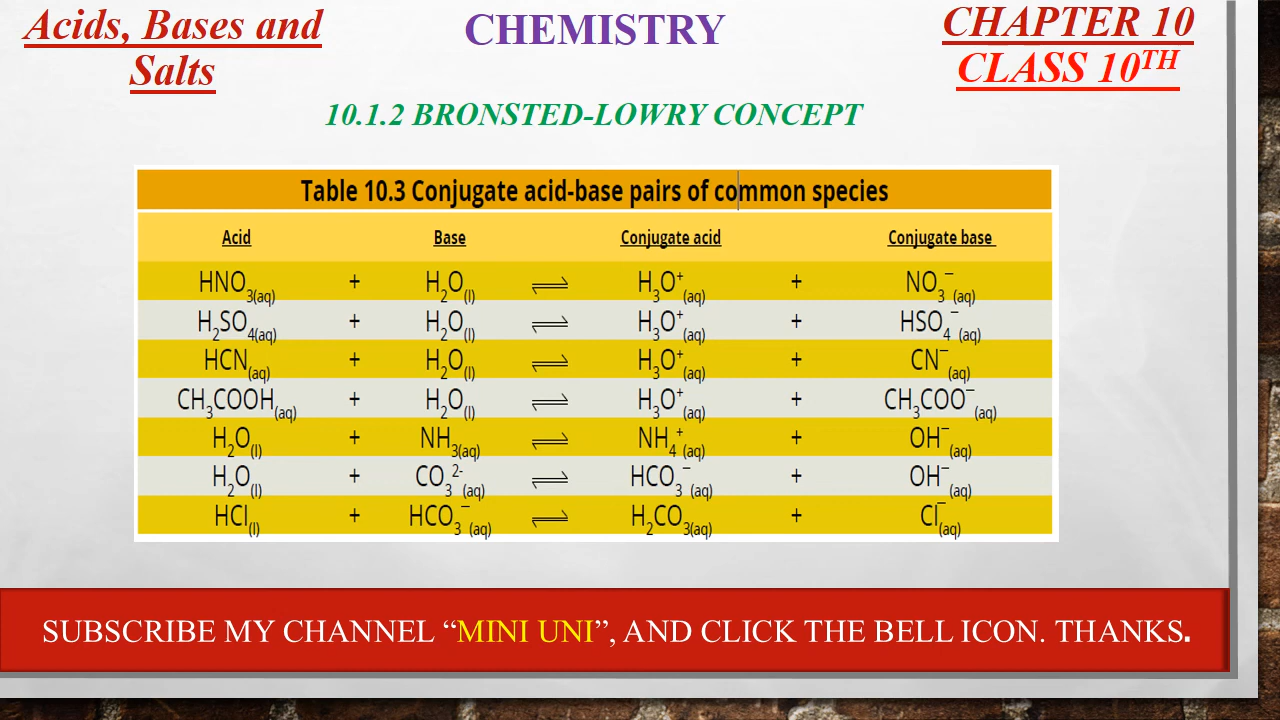 Acids, Bases and
Salts
CHEMISTRY
CHAPTER 10
CLASS 10TH
10.1.2 BRONSTED-LOWRY CONCEPT
Table 10.3 Conjugate acid-base pairs of common species
Acid Base Conjugate acid Conjugate base
HNO₃(aq) + H₂O(l) ⇌ H₃O⁺(aq) + NO₃⁻(aq)
H₂SO₄(aq) + H₂O(l) ⇌ H₃O⁺(aq) + HSO₄⁻(aq)
HCN(aq) + H₂O(l) ⇌ H₃O⁺(aq) + CN⁻(aq)
CH₃COOH(aq) + H₂O(l) ⇌ H₃O⁺(aq) + CH₃COO⁻(aq)
H₂O(l) + NH₃(aq) ⇌ NH₄⁺(aq) + OH⁻(aq)
H₂O(l) + CO₃²⁻(aq) ⇌ HCO₃⁻(aq) + OH⁻(aq)
HCl(l) + HCO₃⁻(aq) ⇌ H₂CO₃(aq) + Cl⁻(aq)
SUBSCRIBE MY CHANNEL “MINI UNI”, AND CLICK THE BELL ICON. THANKS.